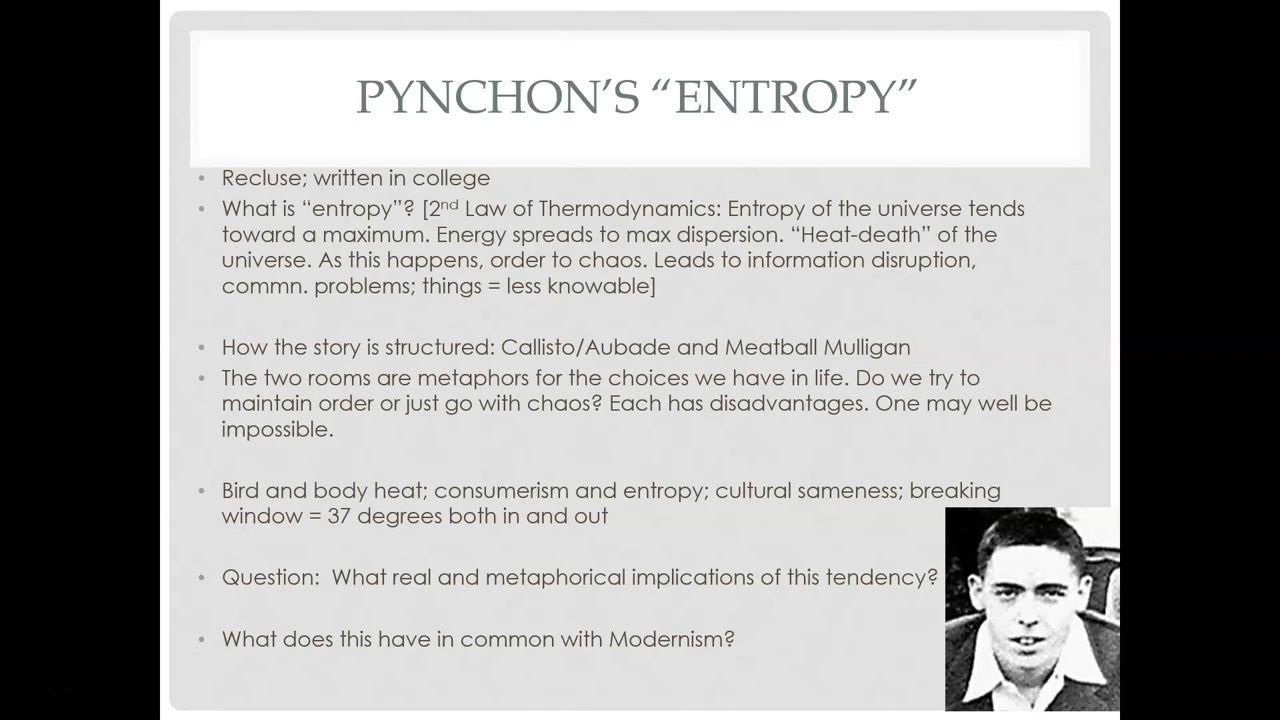 PYNCHON’S “ENTROPY”
• Recluse; written in college
• What is “entropy”? [2nd Law of Thermodynamics: Entropy of the universe tends
toward a maximum. Energy spreads to max dispersion. “Heat-death” of the
universe. As this happens, order to chaos. Leads to information disruption,
commn. problems; things = less knowable]
• How the story is structured: Callisto/Aubade and Meatball Mulligan
• The two rooms are metaphors for the choices we have in life. Do we try to
maintain order or just go with chaos? Each has disadvantages. One may well be
impossible.
• Bird and body heat; consumerism and entropy; cultural sameness; breaking
window = 37 degrees both in and out
• Question:  What real and metaphorical implications of this tendency?
• What does this have in common with Modernism?